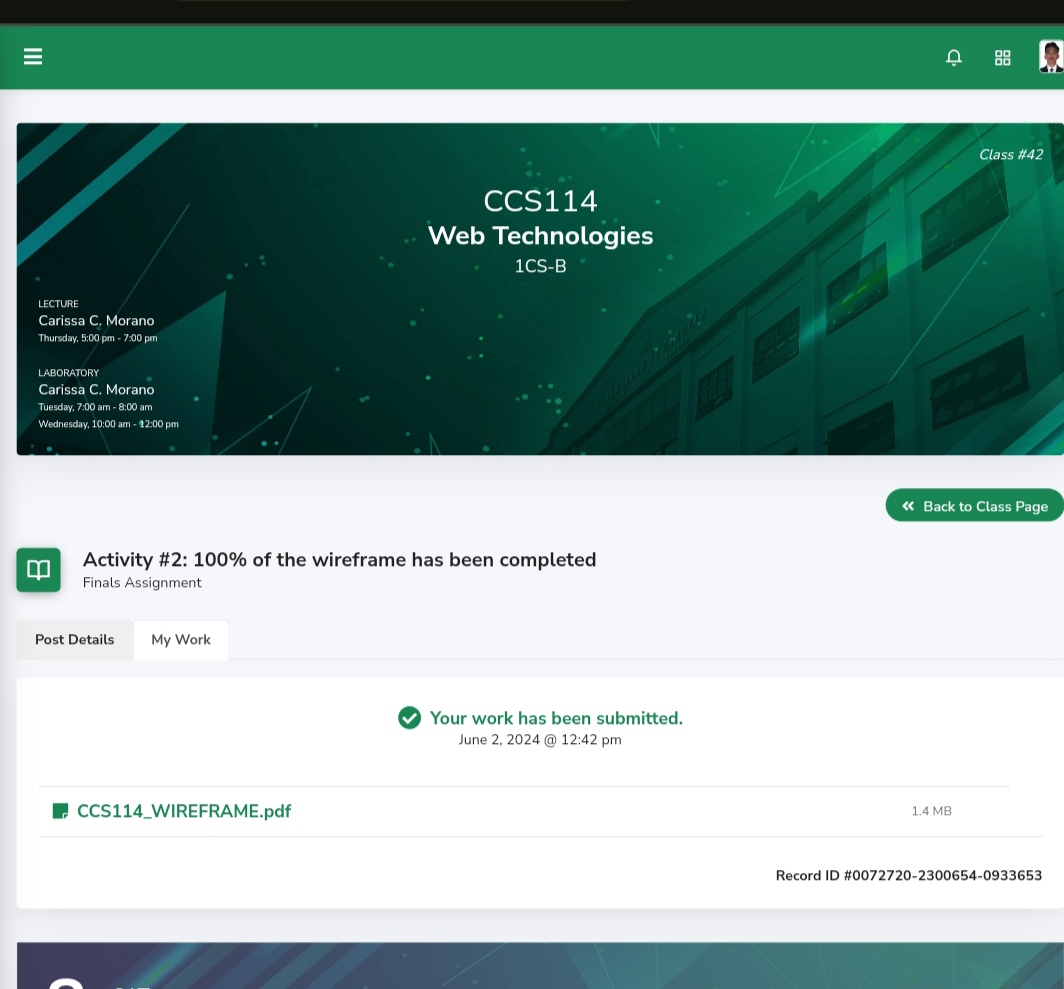 Class #42
CCS114
Web Technologies
1CS-B
LECTURE
Carissa C. Morano
Thursday, 5:00 pm - 7:00 pm
LABORATORY
Carissa C. Morano
Tuesday, 7:00 am - 8:00 am
Wednesday, 10:00 am - 12:00 pm
Back to Class Page
Activity #2: 100% of the wireframe has been completed
Finals Assignment
Post Details
My Work
Your work has been submitted.
June 2, 2024 @ 12:42 pm
CCS114_WIREFRAME.pdf
1.4 MB
Record ID #0072720-2300654-0933653